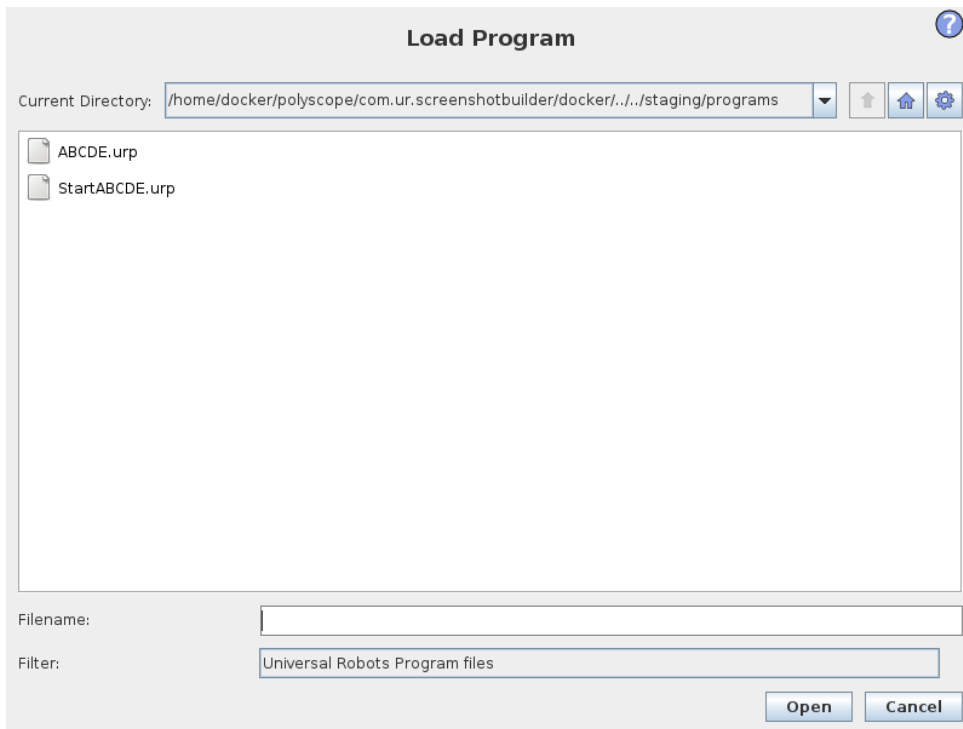 Load Program
?
Current Directory: /home/docker/polyscope/com.ur.screenshotbuilder/docker/../../staging/programs
ABCDE.urp
StartABCDE.urp
Filename:
Filter: Universal Robots Program files
Open Cancel